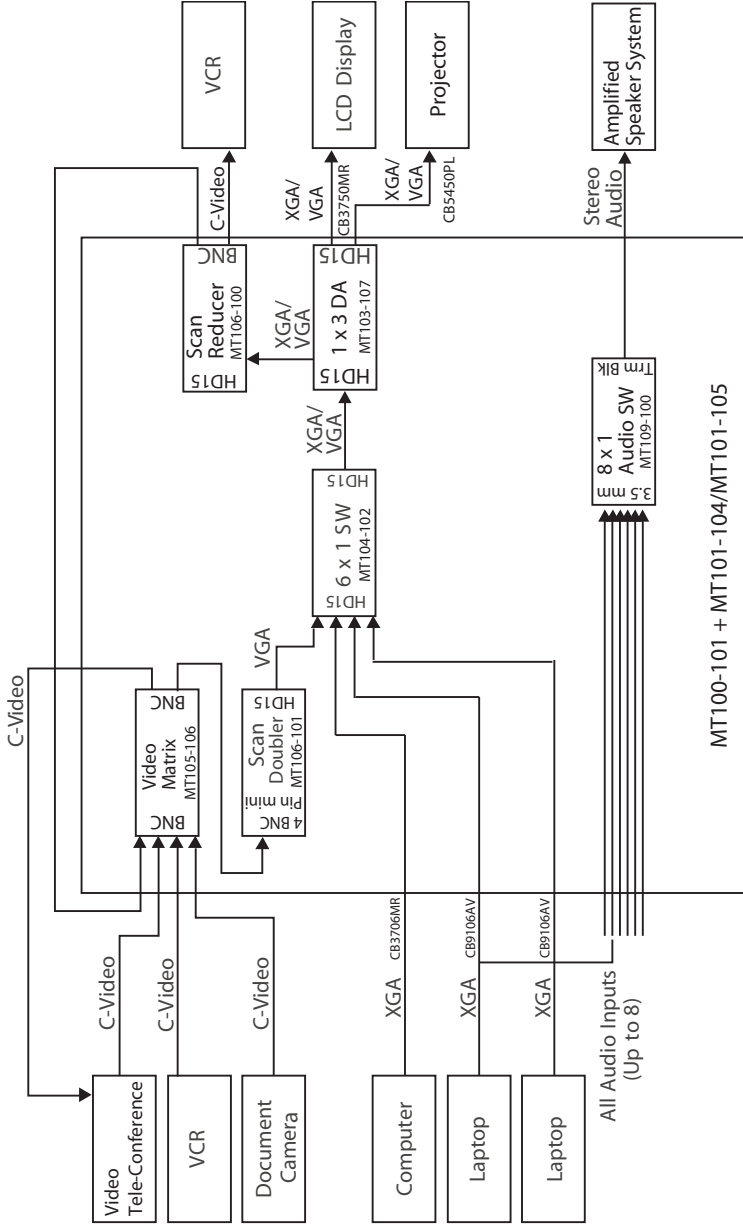 C-Video
Video
Tele-Conference
VCR
Document
Camera
Computer
Laptop
Laptop
All Audio Inputs
(Up to 8)
C-Video
C-Video
C-Video
XGA
CB3706MR
XGA
CB9106AV
XGA
CB9106AV
BNC
Video
Matrix
MT105-106
BNC
4 BNC
Pin mini
Scan
Doubler
MT106-101
HD15
VGA
HD15
6 x 1 SW
MT104-102
HD15
XGA/
VGA
HD15
1 x 3 DA
MT103-107
HD15
XGA/
VGA
HD15
Scan
Reducer
MT106-100
BNC
C-Video
VCR
XGA/
VGA
CB3750MR
LCD Display
XGA/
VGA
CB5450PL
Projector
3.5 mm
8 x 1
Audio SW
MT109-100
Trm Blk
Stereo
Audio
Amplified
Speaker System
MT100-101 + MT101-104/MT101-105